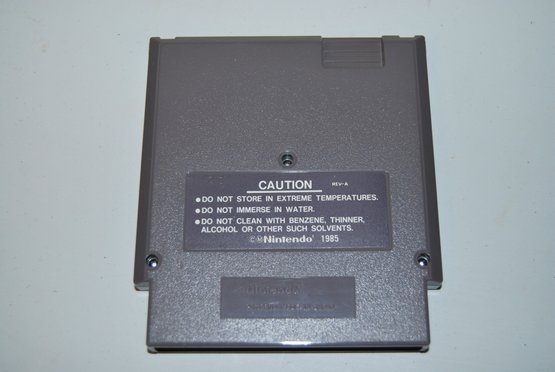 CAUTION REV-A
● DO NOT STORE IN EXTREME TEMPERATURES.
● DO NOT IMMERSE IN WATER.
● DO NOT CLEAN WITH BENZENE, THINNER,
ALCOHOL OR OTHER SUCH SOLVENTS.
©Ⓜ Nintendo® 1985
Nintendo